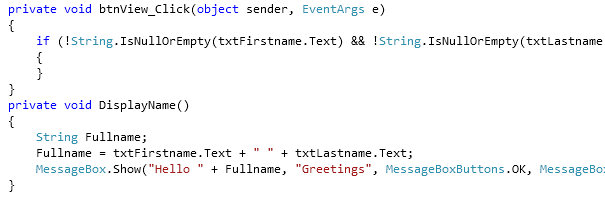 private void btnView_Click(object sender, EventArgs e)
{
    if (!String.IsNullOrEmpty(txtFirstname.Text) && !String.IsNullOrEmpty(txtLastname
    {
    }
}
private void DisplayName()
{
    String Fullname;
    Fullname = txtFirstname.Text + " " + txtLastname.Text;
    MessageBox.Show("Hello " + Fullname, "Greetings", MessageBoxButtons.OK, MessageBox
}